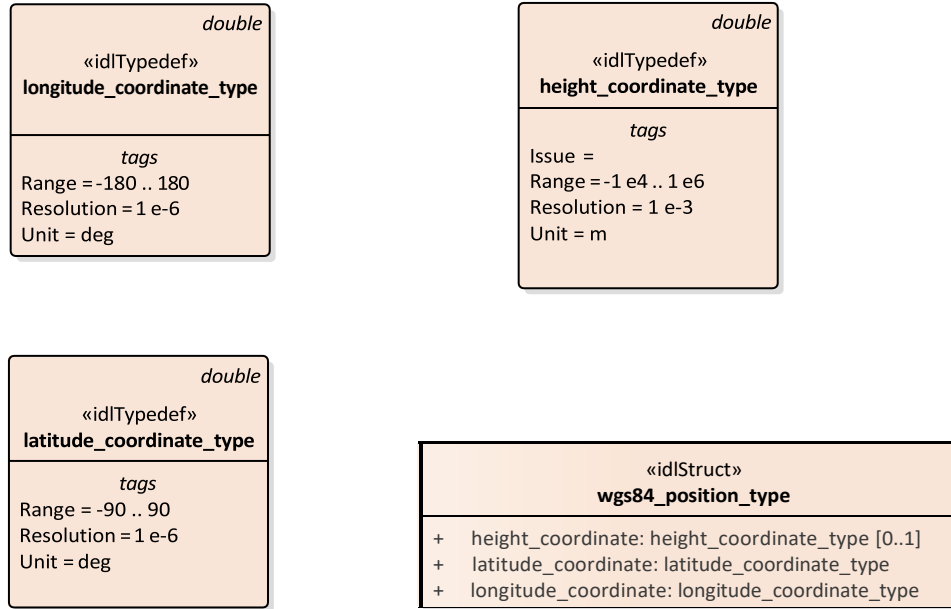 double
«idlTypedef»
longitude_coordinate_type
tags
Range = -180 .. 180
Resolution = 1 e-6
Unit = deg
double
«idlTypedef»
height_coordinate_type
tags
Issue =
Range = -1 e4 .. 1 e6
Resolution = 1 e-3
Unit = m
double
«idlTypedef»
latitude_coordinate_type
tags
Range = -90 .. 90
Resolution = 1 e-6
Unit = deg
«idlStruct»
wgs84_position_type
+ height_coordinate: height_coordinate_type [0..1]
+ latitude_coordinate: latitude_coordinate_type
+ longitude_coordinate: longitude_coordinate_type